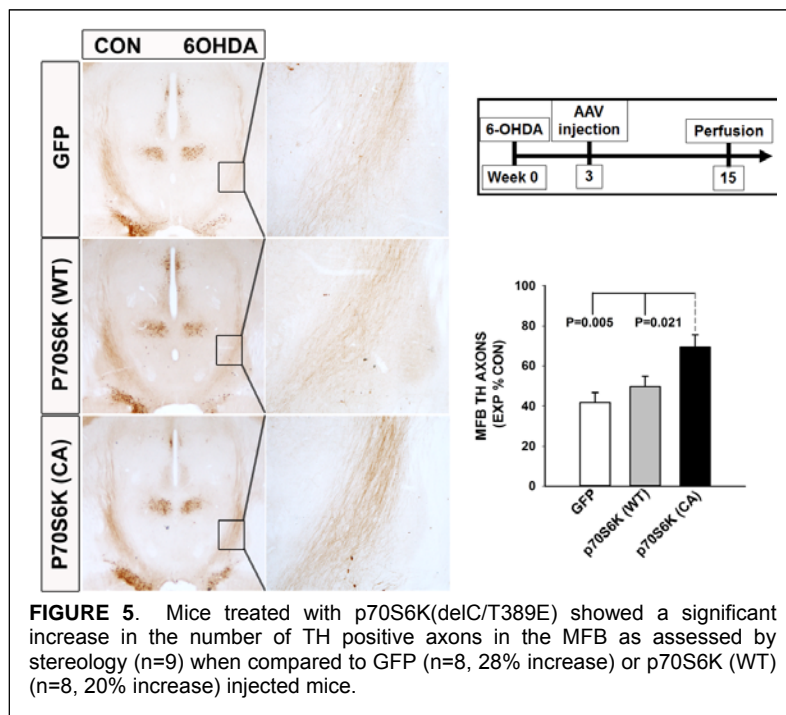 CON 6OHDA
GFP
P70S6K (WT)
P70S6K (CA)
6-OHDA
AAV
injection
Perfusion
Week 0
3
15
MFB TH AXONS
(EXP % CON)
100
80
60
40
20
0
P=0.005 P=0.021
GFP
p70S6K (WT)
p70S6K (CA)
FIGURE 5. Mice treated with p70S6K(delC/T389E) showed a significant
increase in the number of TH positive axons in the MFB as assessed by
stereology (n=9) when compared to GFP (n=8, 28% increase) or p70S6K (WT)
(n=8, 20% increase) injected mice.